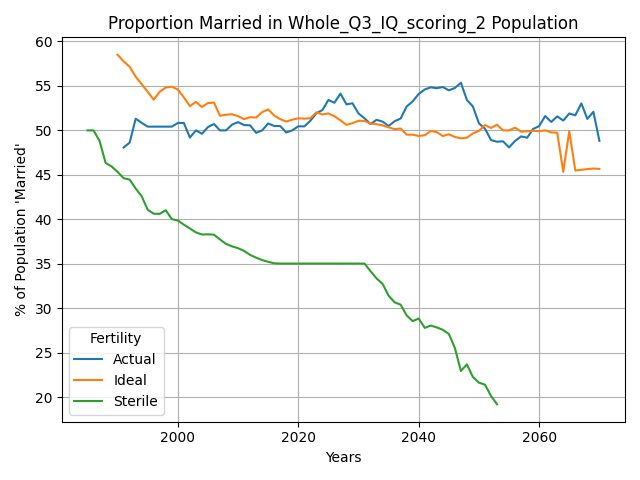 Proportion Married in Whole_Q3_IQ_scoring_2 Population
% of Population 'Married'
60
55
50
45
40
35
30
25
20
Fertility
Actual
Ideal
Sterile
2000 2020 2040 2060
Years